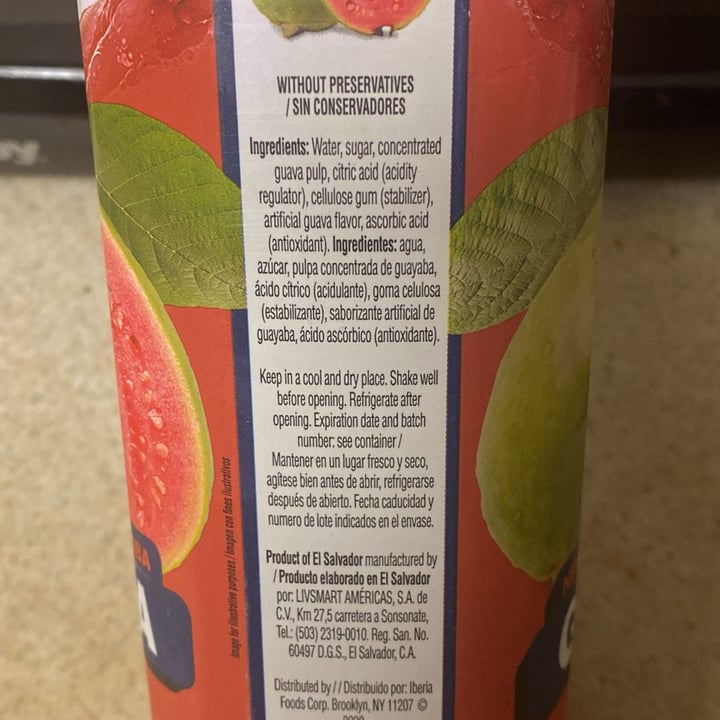 WITHOUT PRESERVATIVES
/ SIN CONSERVADORES
Ingredients: Water, sugar, concentrated
guava pulp, citric acid (acidity
regulator), cellulose gum (stabilizer),
artificial guava flavor, ascorbic acid
(antioxidant). Ingredientes: agua,
azúcar, pulpa concentrada de guayaba,
ácido cítrico (acidulante), goma celulosa
(estabilizante), saborizante artificial de
guayaba, ácido ascórbico (antioxidante).
Keep in a cool and dry place. Shake well
before opening. Refrigerate after
opening. Expiration date and batch
number: see container /
Mantener en un lugar fresco y seco,
agítese bien antes de abrir, refrigerarse
después de abierto. Fecha caducidad y
numero de lote indicados en el envase.
Product of El Salvador manufactured by
/ Producto elaborado en El Salvador
por: LIVSMART AMÉRICAS, S.A. de
C.V., Km 27,5 carretera a Sonsonate,
Tel.: (503) 2319-0010. Reg. San. No.
60497 D.G.S., El Salvador, C.A.
Distributed by / / Distribuido por: Iberia
Foods Corp. Brooklyn, NY 11207 ©
Image for illustrative purposes / Imagen con fines ilustrativos
BA
A